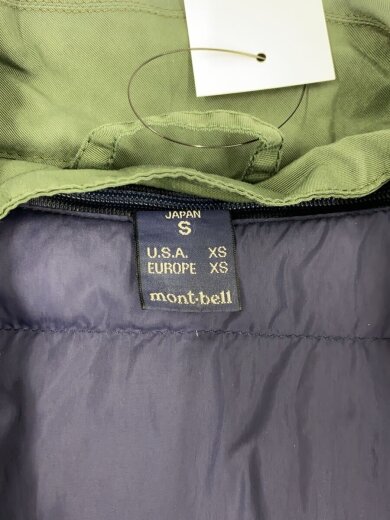 JAPAN
S
U.S.A. XS
EUROPE XS
mont-bell